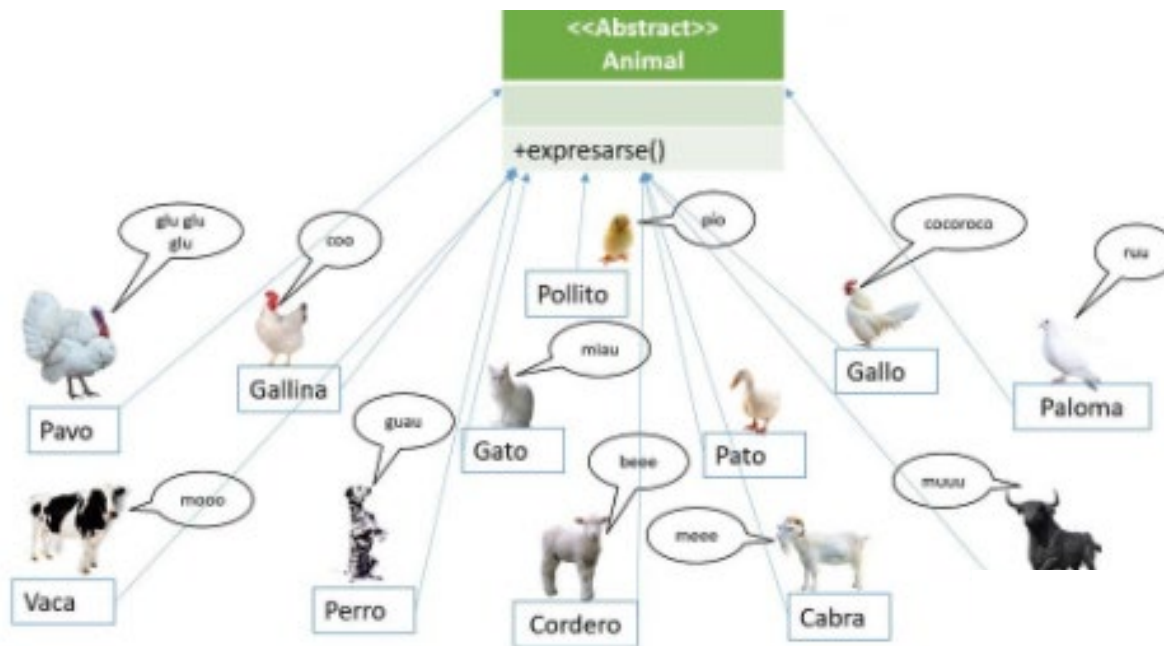 <<Abstract>>
Animal
+expresarse()
glu glu
glu
coo
pío
cocoroco
ruu
Pollito
miau
Gallina
Gallo
Paloma
Pavo
guau
Gato
Pato
beee
mooo
muuu
meee
Vaca
Perro
Cordero
Cabra